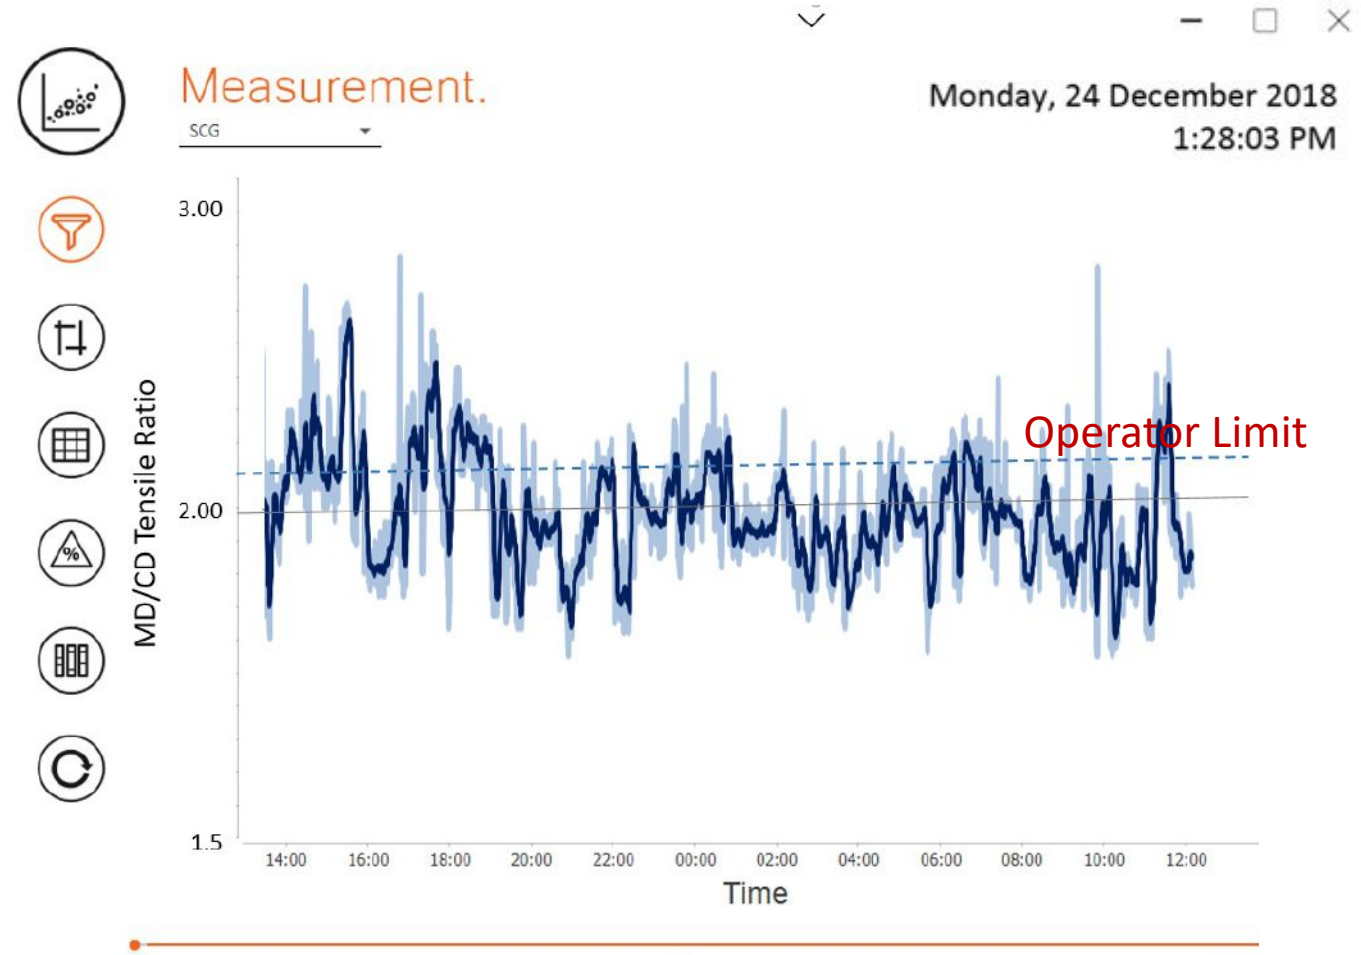 Measurement.
SCG
Monday, 24 December 2018
1:28:03 PM
3.00
2.00
1.5
MD/CD Tensile Ratio
Operator Limit
%
14:00 16:00 18:00 20:00 22:00 00:00 02:00 04:00 06:00 08:00 10:00 12:00
Time